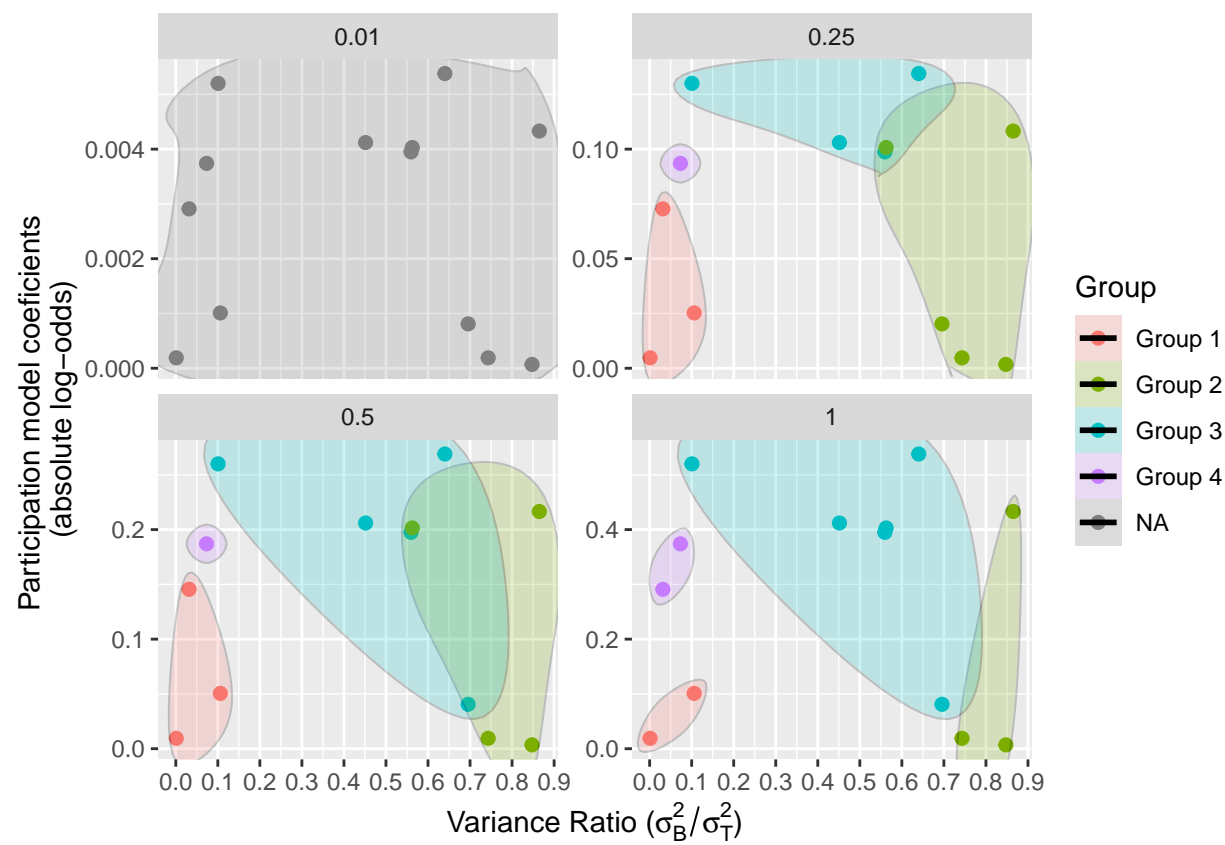 0.01
0.25
0.004
0.002
0.000
0.10
0.05
0.00
0.5
1
0.2
0.1
0.0
0.4
0.2
0.0
0.0 0.1 0.2 0.3 0.4 0.5 0.6 0.7 0.8 0.9
0.0 0.1 0.2 0.3 0.4 0.5 0.6 0.7 0.8 0.9
Variance Ratio (σ²_B/σ²_T)
Participation model coeficients
(absolute log−odds)
Group
Group 1
Group 2
Group 3
Group 4
NA